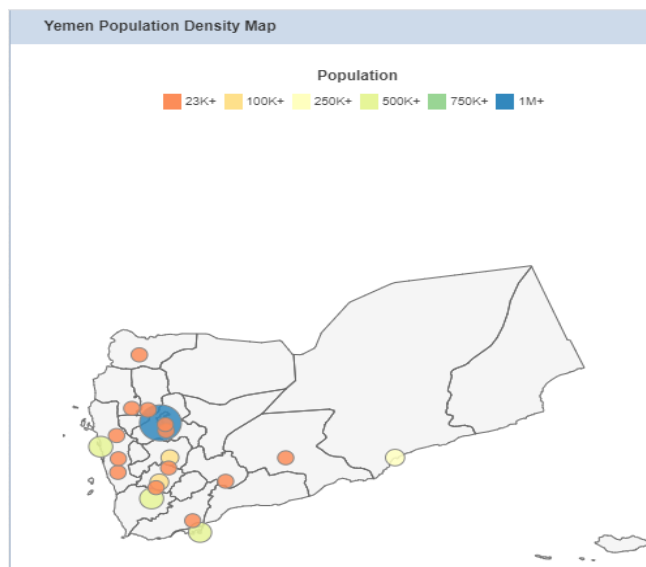 Yemen Population Density Map
Population
23K+ 100K+ 250K+ 500K+ 750K+ 1M+